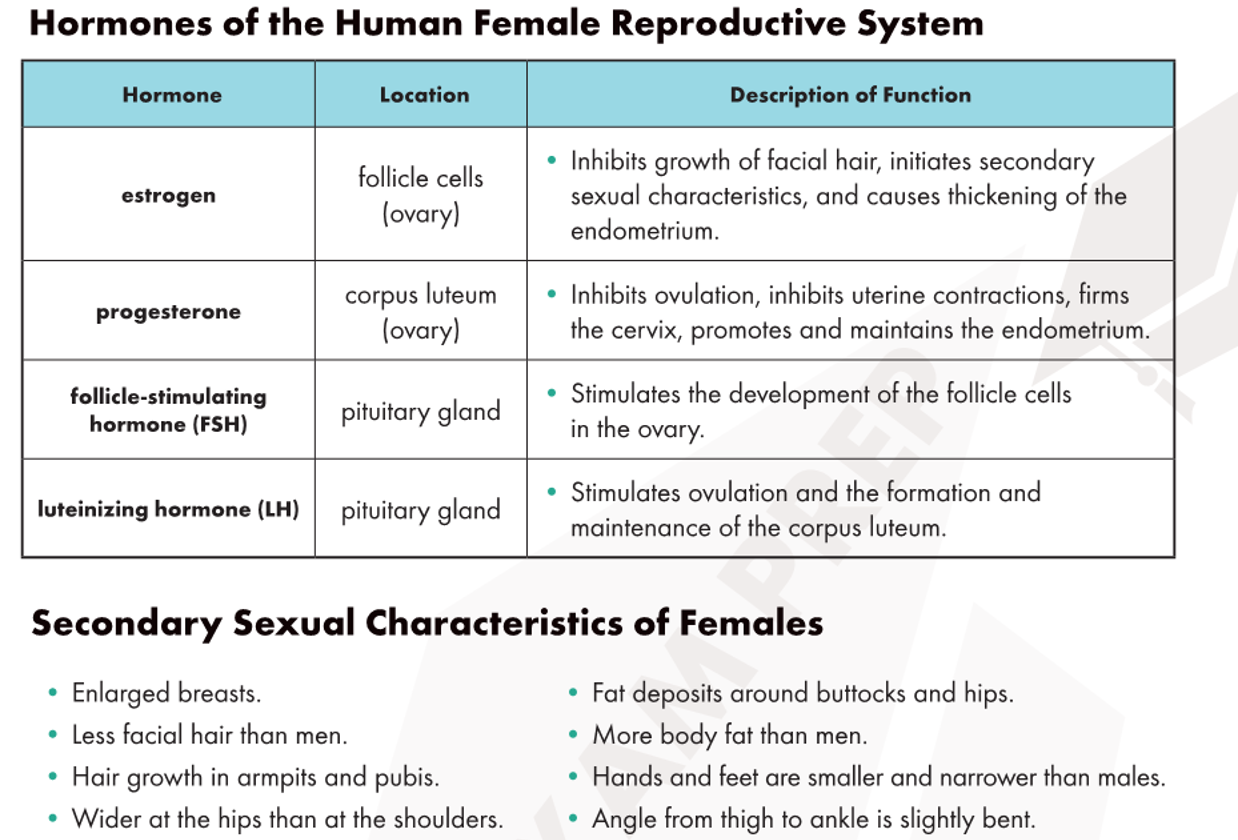 Hormones of the Human Female Reproductive System
Hormone Location Description of Function
estrogen
follicle cells
(ovary)
• Inhibits growth of facial hair, initiates secondary
sexual characteristics, and causes thickening of the
endometrium.
progesterone
corpus luteum
(ovary)
• Inhibits ovulation, inhibits uterine contractions, firms
the cervix, promotes and maintains the endometrium.
follicle-stimulating
hormone (FSH)
pituitary gland
• Stimulates the development of the follicle cells
in the ovary.
luteinizing hormone (LH)
pituitary gland
• Stimulates ovulation and the formation and
maintenance of the corpus luteum.
Secondary Sexual Characteristics of Females
• Enlarged breasts.
• Less facial hair than men.
• Hair growth in armpits and pubis.
• Wider at the hips than at the shoulders.
• Fat deposits around buttocks and hips.
• More body fat than men.
• Hands and feet are smaller and narrower than males.
• Angle from thigh to ankle is slightly bent.
PREP